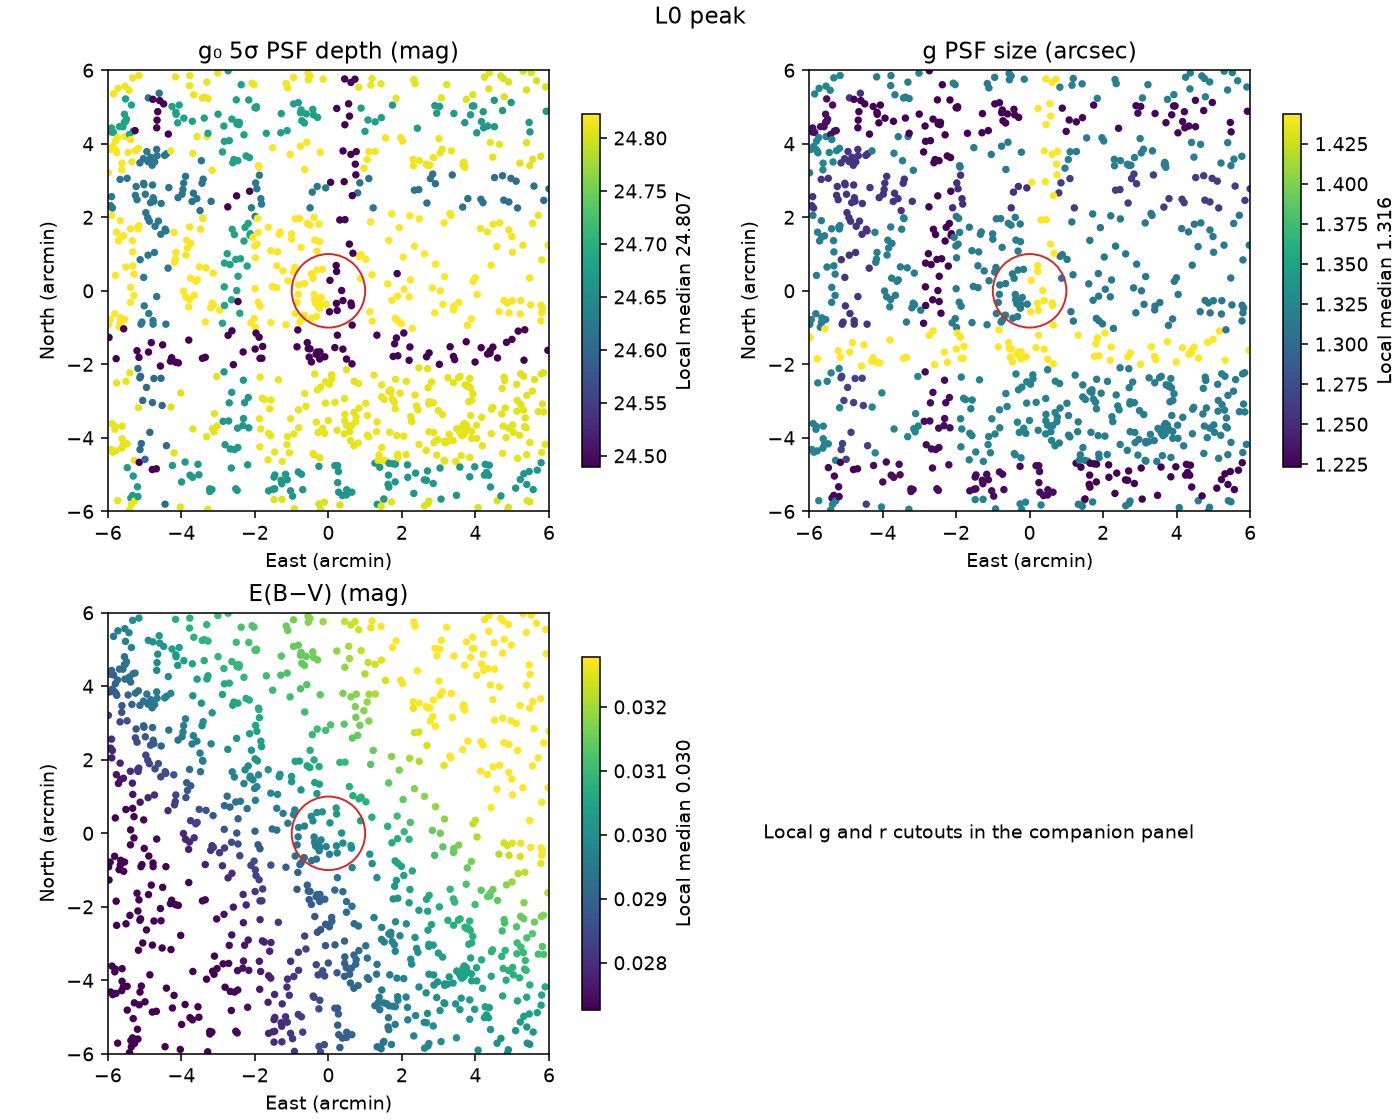 L0 peak
g₀ 5σ PSF depth (mag)
6
4
2
0
−2
−4
−6
−6 −4 −2 0 2 4 6
East (arcmin)
North (arcmin)
24.80
24.75
24.70
24.65
24.60
24.55
24.50
Local median 24.807
g PSF size (arcsec)
6
4
2
0
−2
−4
−6
−6 −4 −2 0 2 4 6
East (arcmin)
North (arcmin)
1.425
1.400
1.375
1.350
1.325
1.300
1.275
1.250
1.225
Local median 1.316
E(B−V) (mag)
6
4
2
0
−2
−4
−6
−6 −4 −2 0 2 4 6
East (arcmin)
North (arcmin)
0.032
0.031
0.030
0.029
0.028
Local median 0.030
Local g and r cutouts in the companion panel